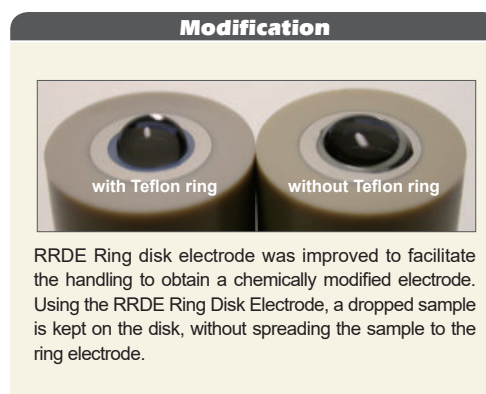 Modification
with Teflon ring
without Teflon ring
RRDE Ring disk electrode was improved to facilitate
the handling to obtain a chemically modified electrode.
Using the RRDE Ring Disk Electrode, a dropped sample
is kept on the disk, without spreading the sample to the
ring electrode.